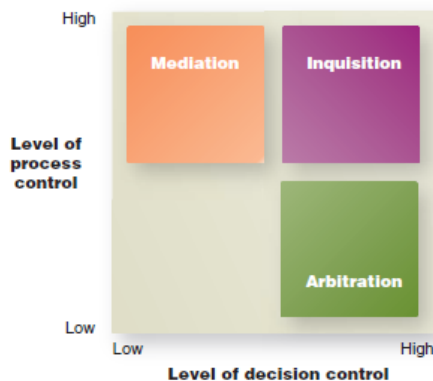 High
Mediation
Inquisition
Level of
process
control
Arbitration
Low
Low
High
Level of decision control